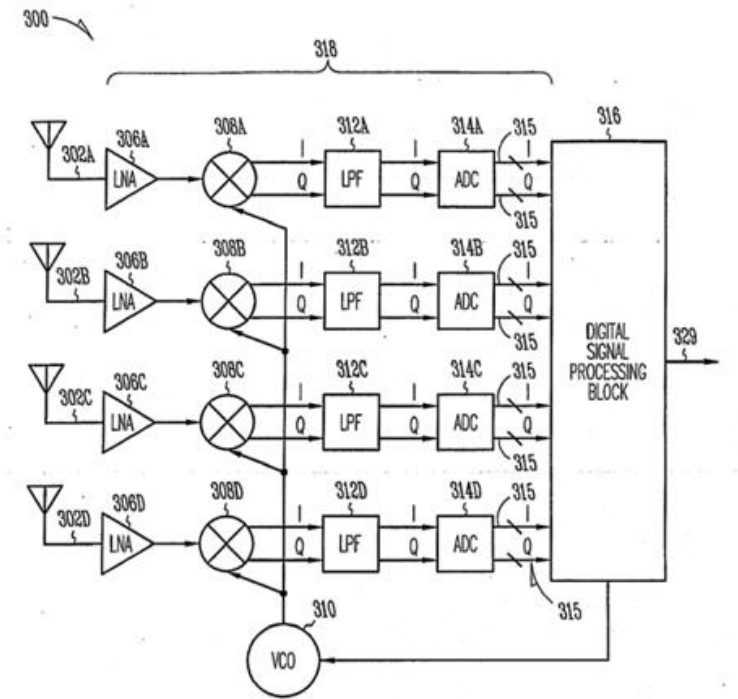 300
318
316
302A
306A
LNA
308A
I
Q
312A
LPF
I
Q
314A
ADC
315
I
Q
315
302B
306B
LNA
308B
I
Q
312B
LPF
I
Q
314B
ADC
315
I
Q
315
302C
306C
LNA
308C
I
Q
312C
LPF
I
Q
314C
ADC
315
I
Q
315
302D
306D
LNA
308D
I
Q
312D
LPF
I
Q
314D
ADC
315
I
Q
315
DIGITAL
SIGNAL
PROCESSING
BLOCK
329
310
VCO